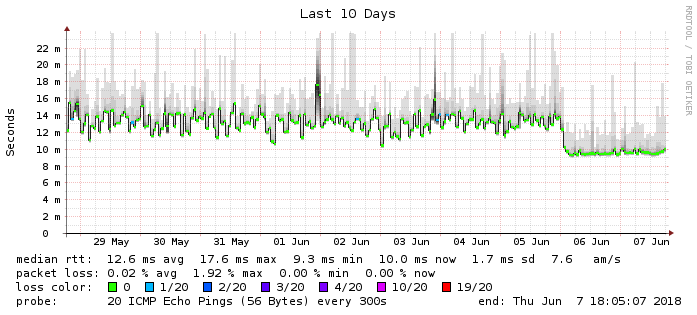 Last 10 Days
RRDTOOL / TOBI OETIKER
Seconds
22 m
20 m
18 m
16 m
14 m
12 m
10 m
8 m
6 m
4 m
2 m
0
29 May 30 May 31 May 01 Jun 02 Jun 03 Jun 04 Jun 05 Jun 06 Jun 07 Jun
median rtt: 12.6 ms avg 17.6 ms max 9.3 ms min 10.0 ms now 1.7 ms sd 7.6 am/s
packet loss: 0.02 % avg 1.92 % max 0.00 % min 0.00 % now
loss color: 0 1/20 2/20 3/20 4/20 10/20 19/20
probe: 20 ICMP Echo Pings (56 Bytes) every 300s end: Thu Jun 7 18:05:07 2018